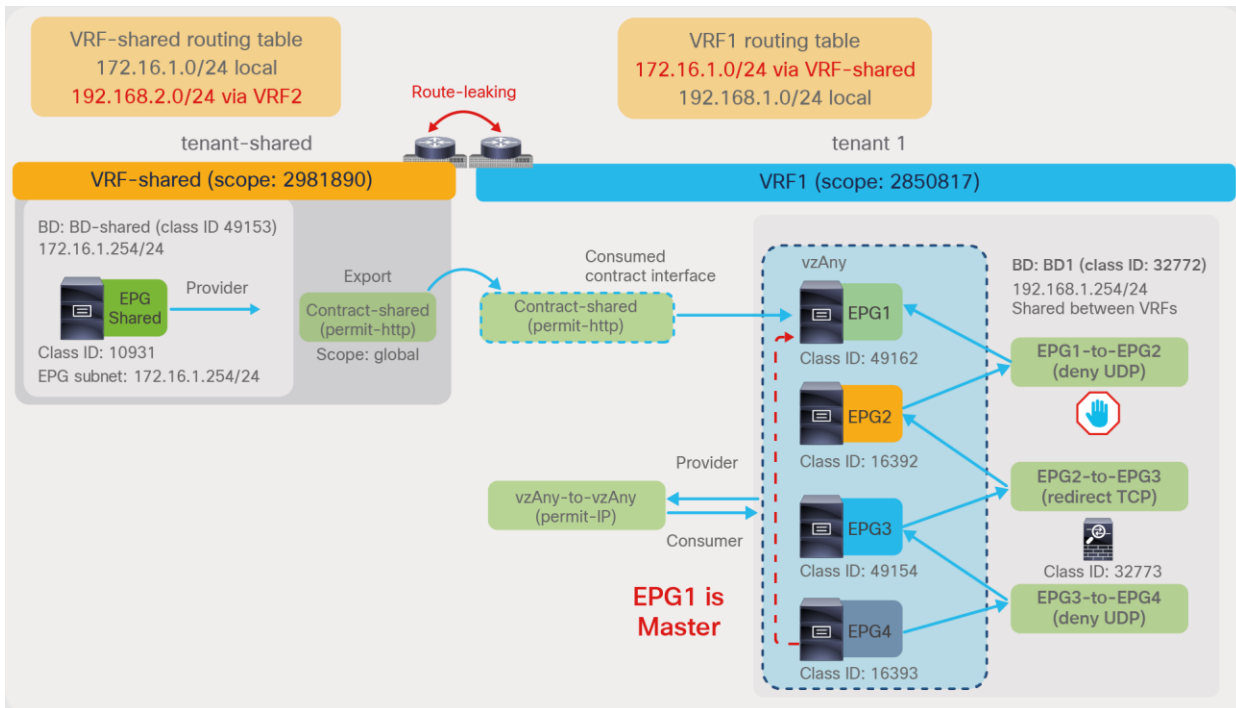 VRF-shared routing table
172.16.1.0/24 local
192.168.2.0/24 via VRF2
Route-leaking
VRF1 routing table
172.16.1.0/24 via VRF-shared
192.168.1.0/24 local
tenant-shared
tenant 1
VRF-shared (scope: 2981890)
VRF1 (scope: 2850817)
BD: BD-shared (class ID 49153)
172.16.1.254/24
EPG
Shared
Provider
Class ID: 10931
EPG subnet: 172.16.1.254/24
Export
Contract-shared
(permit-http)
Scope: global
Consumed
contract interface
Contract-shared
(permit-http)
vzAny
EPG1
Class ID: 49162
EPG2
Class ID: 16392
EPG3
Class ID: 49154
EPG4
Class ID: 16393
Provider
vzAny-to-vzAny
(permit-IP)
Consumer
EPG1 is
Master
BD: BD1 (class ID: 32772)
192.168.1.254/24
Shared between VRFs
EPG1-to-EPG2
(deny UDP)
EPG2-to-EPG3
(redirect TCP)
Class ID: 32773
EPG3-to-EPG4
(deny UDP)